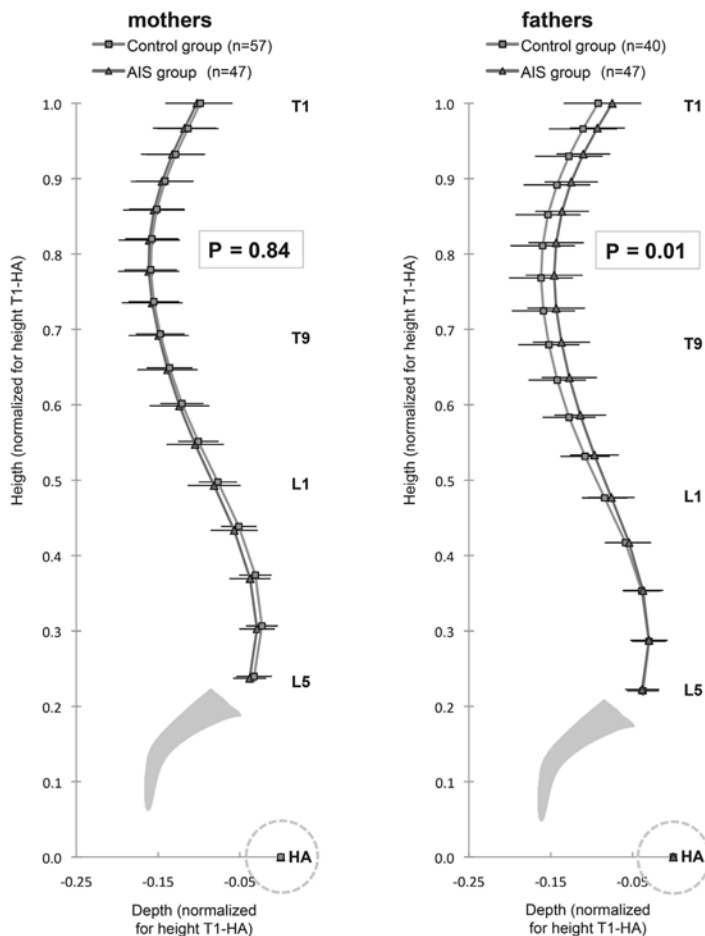 mothers
Control group (n=57)
AIS group (n=47)
Heigth (normalized for height T1-HA)
1.0
0.9
0.8
0.7
0.6
0.5
0.4
0.3
0.2
0.1
0.0
T1
P = 0.84
T9
L1
L5
HA
-0.25
-0.15
-0.05
Depth (normalized
for height T1-HA)
fathers
Control group (n=40)
AIS group (n=47)
Heigth (normalized for height T1-HA)
1.0
0.9
0.8
0.7
0.6
0.5
0.4
0.3
0.2
0.1
0.0
T1
P = 0.01
T9
L1
L5
HA
-0.25
-0.15
-0.05
Depth (normalized
for height T1-HA)